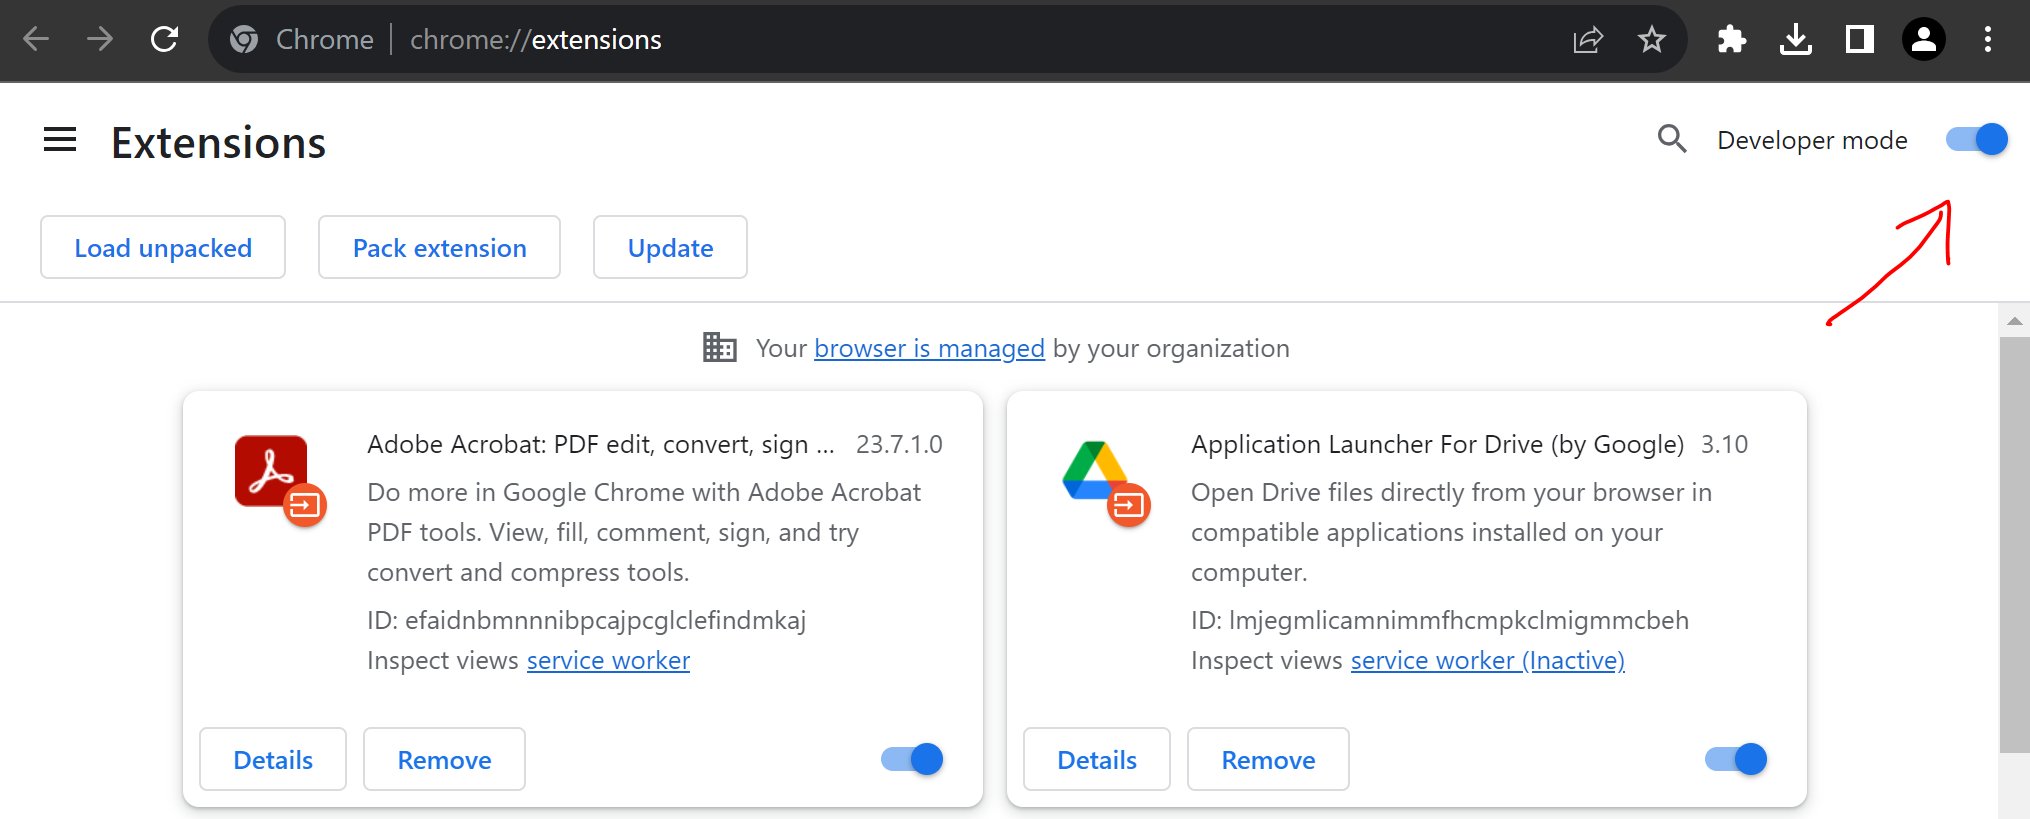 Chrome chrome://extensions
Extensions
Developer mode
Load unpacked Pack extension Update
Your browser is managed by your organization
Adobe Acrobat: PDF edit, convert, sign ... 23.7.1.0
Do more in Google Chrome with Adobe Acrobat
PDF tools. View, fill, comment, sign, and try
convert and compress tools.
ID: efaidnbmnnnibpcajpcglclefindmkaj
Inspect views service worker
Details Remove
Application Launcher For Drive (by Google) 3.10
Open Drive files directly from your browser in
compatible applications installed on your
computer.
ID: lmjegmlicamnimmfhcmpkclmigmmcbeh
Inspect views service worker (Inactive)
Details Remove